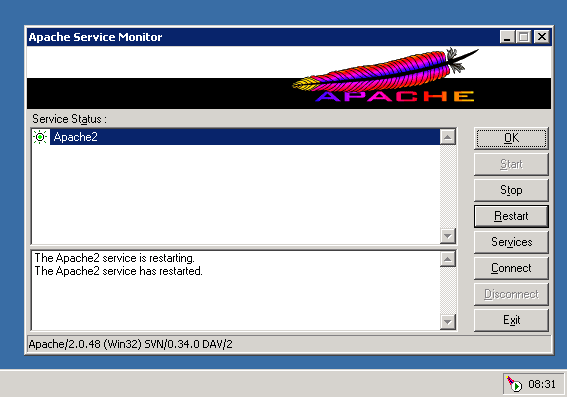 Apache Service Monitor
APACHE
Service Status :
Apache2
OK
Start
Stop
Restart
Services
Connect
Disconnect
Exit
The Apache2 service is restarting.
The Apache2 service has restarted.
Apache/2.0.48 (Win32) SVN/0.34.0 DAV/2
08:31